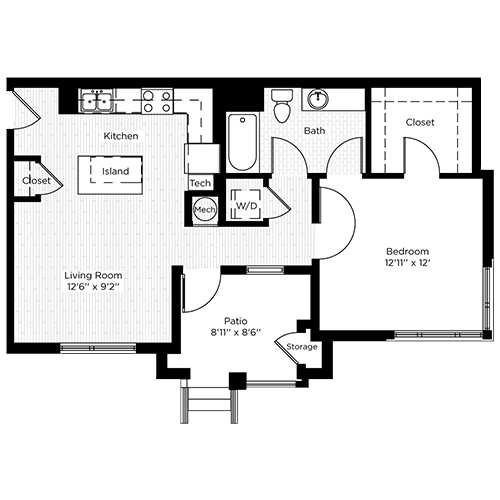 Kitchen
Island
Closet
Tech
Mech
W/D
Bath
Closet
Bedroom
12'11'' x 12'
Living Room
12'6'' x 9'2''
Patio
8'11'' x 8'6''
Storage